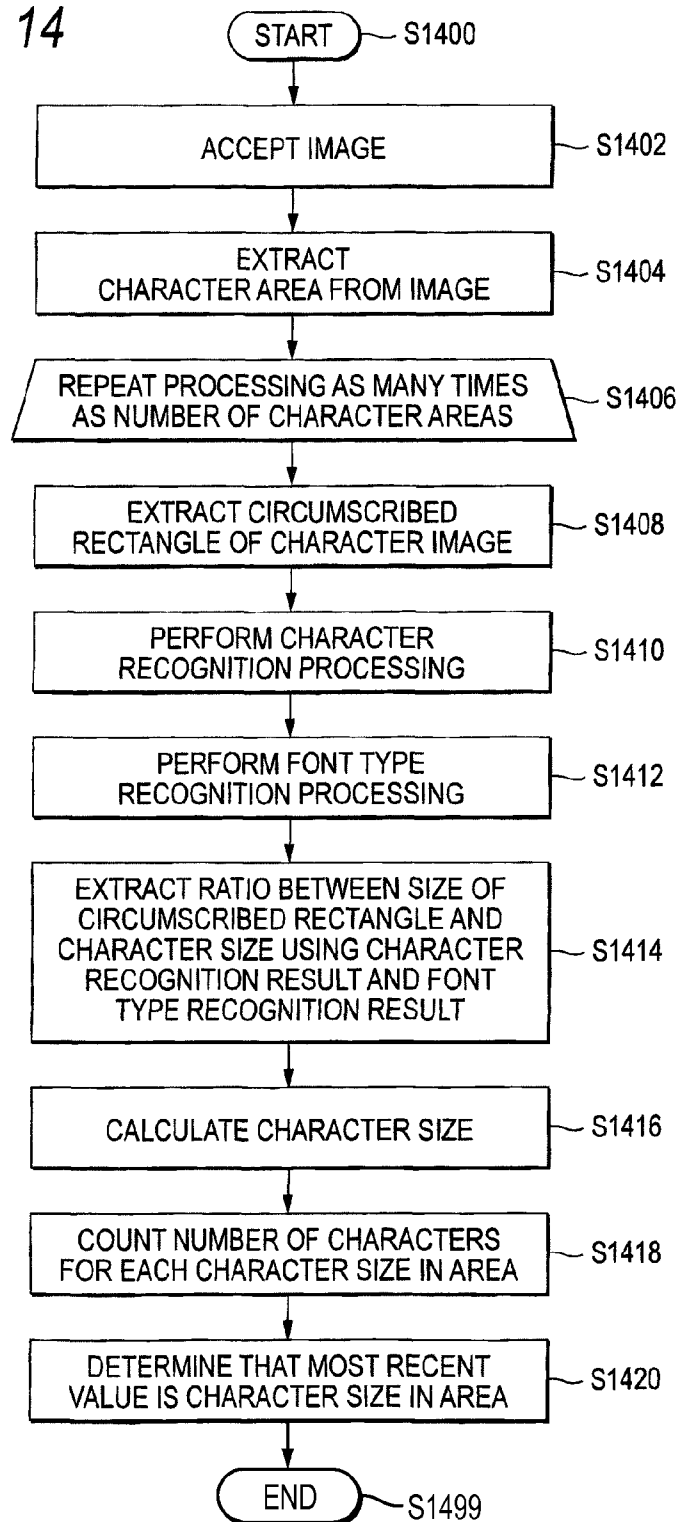 14
START
S1400
ACCEPT IMAGE
S1402
EXTRACT
CHARACTER AREA FROM IMAGE
S1404
REPEAT PROCESSING AS MANY TIMES
AS NUMBER OF CHARACTER AREAS
S1406
EXTRACT CIRCUMSCRIBED
RECTANGLE OF CHARACTER IMAGE
S1408
PERFORM CHARACTER
RECOGNITION PROCESSING
S1410
PERFORM FONT TYPE
RECOGNITION PROCESSING
S1412
EXTRACT RATIO BETWEEN SIZE OF
CIRCUMSCRIBED RECTANGLE AND
CHARACTER SIZE USING CHARACTER
RECOGNITION RESULT AND FONT
TYPE RECOGNITION RESULT
S1414
CALCULATE CHARACTER SIZE
S1416
COUNT NUMBER OF CHARACTERS
FOR EACH CHARACTER SIZE IN AREA
S1418
DETERMINE THAT MOST RECENT
VALUE IS CHARACTER SIZE IN AREA
S1420
END
S1499